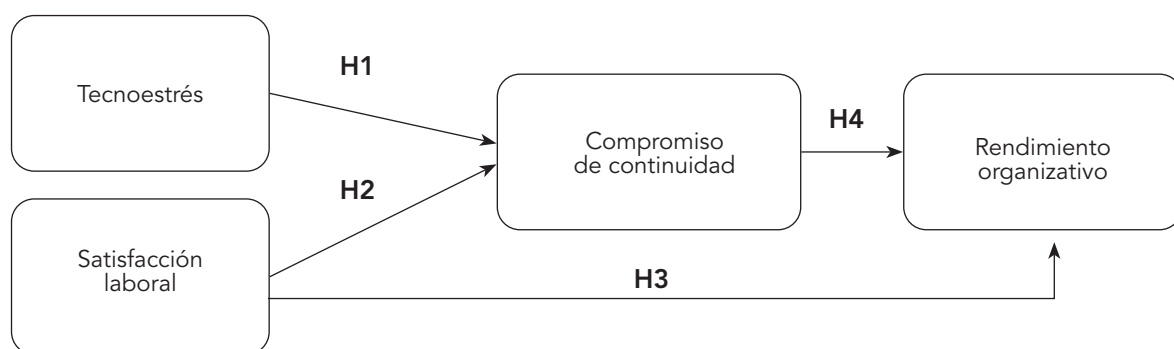 Tecnoestrés
H1
Satisfacción
laboral
H2
Compromiso
de continuidad
H3
H4
Rendimiento
organizativo